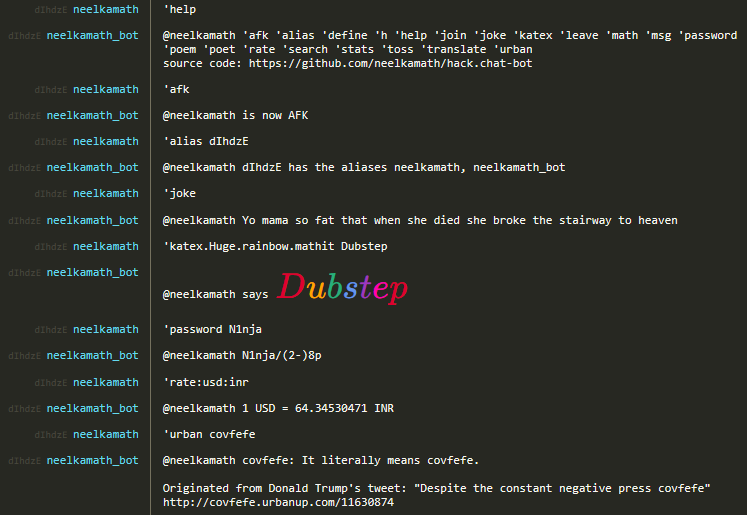 dIhdzE neelkamath 'help
dIhdzE neelkamath_bot @neelkamath 'afk 'alias 'define 'h 'help 'join 'joke 'katex 'leave 'math 'msg 'password
'poem 'poet 'rate 'search 'stats 'toss 'translate 'urban
source code: https://github.com/neelkamath/hack.chat-bot
dIhdzE neelkamath 'afk
dIhdzE neelkamath_bot @neelkamath is now AFK
dIhdzE neelkamath 'alias dIhdzE
dIhdzE neelkamath_bot @neelkamath dIhdzE has the aliases neelkamath, neelkamath_bot
dIhdzE neelkamath 'joke
dIhdzE neelkamath_bot @neelkamath Yo mama so fat that when she died she broke the stairway to heaven
dIhdzE neelkamath 'katex.Huge.rainbow.mathit Dubstep
dIhdzE neelkamath_bot
@neelkamath says Dubstep
dIhdzE neelkamath 'password N1nja
dIhdzE neelkamath_bot @neelkamath N1nja/(2-)8p
dIhdzE neelkamath 'rate:usd:inr
dIhdzE neelkamath_bot @neelkamath 1 USD = 64.34530471 INR
dIhdzE neelkamath 'urban covfefe
dIhdzE neelkamath_bot @neelkamath covfefe: It literally means covfefe.
Originated from Donald Trump's tweet: "Despite the constant negative press covfefe"
http://covfefe.urbanup.com/11630874